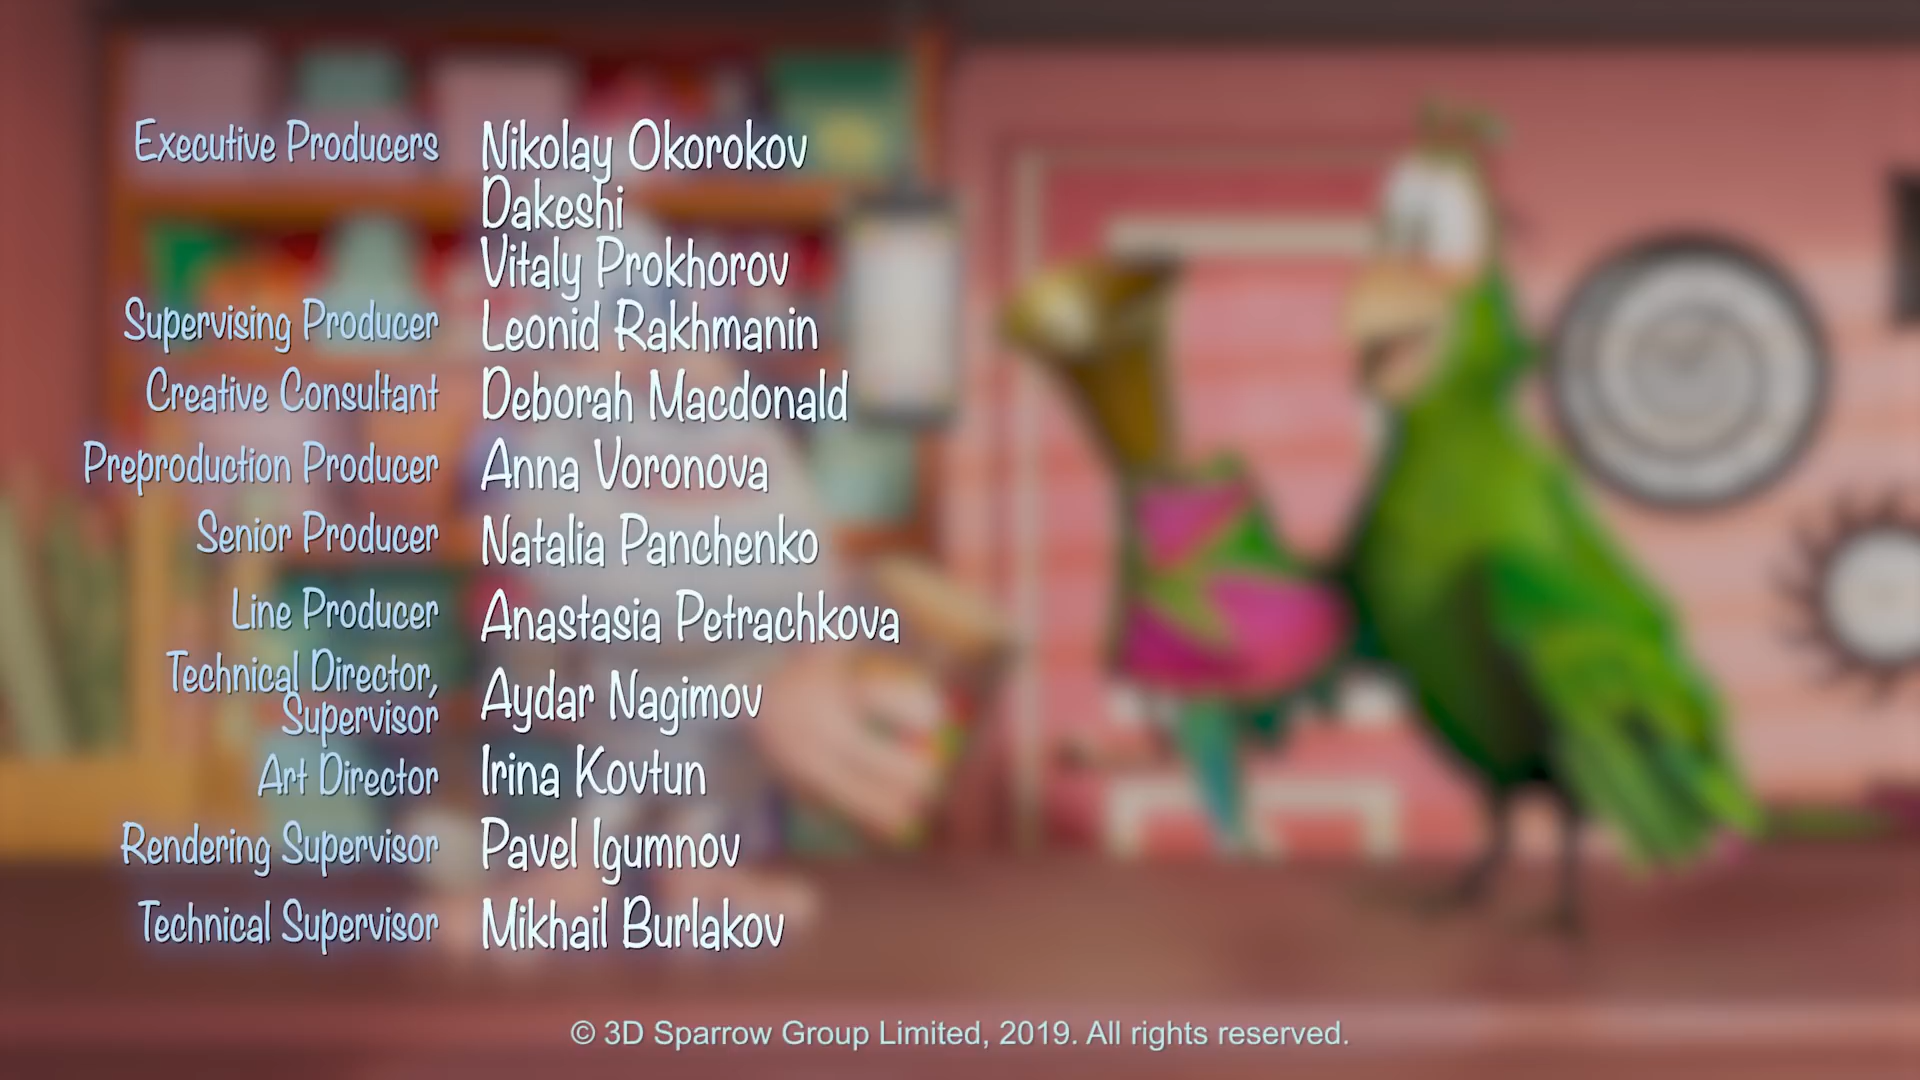 Executive Producers Nikolay Okorokov
Dakeshi
Vitaly Prokhorov
Supervising Producer Leonid Rakhmanin
Creative Consultant Deborah Macdonald
Preproduction Producer Anna Voronova
Senior Producer Natalia Panchenko
Line Producer Anastasia Petrachkova
Technical Director,
Supervisor Aydar Nagimov
Art Director Irina Kovtun
Rendering Supervisor Pavel Igumnov
Technical Supervisor Mikhail Burlakov
© 3D Sparrow Group Limited, 2019. All rights reserved.